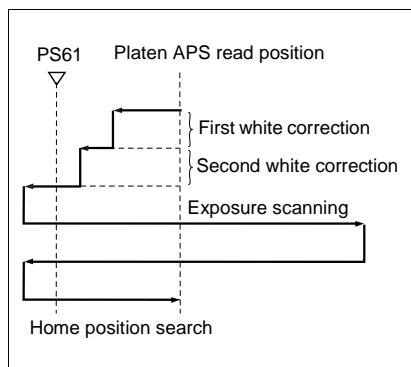 PS61 Platen APS read position
First white correction
Second white correction
Exposure scanning
Home position search